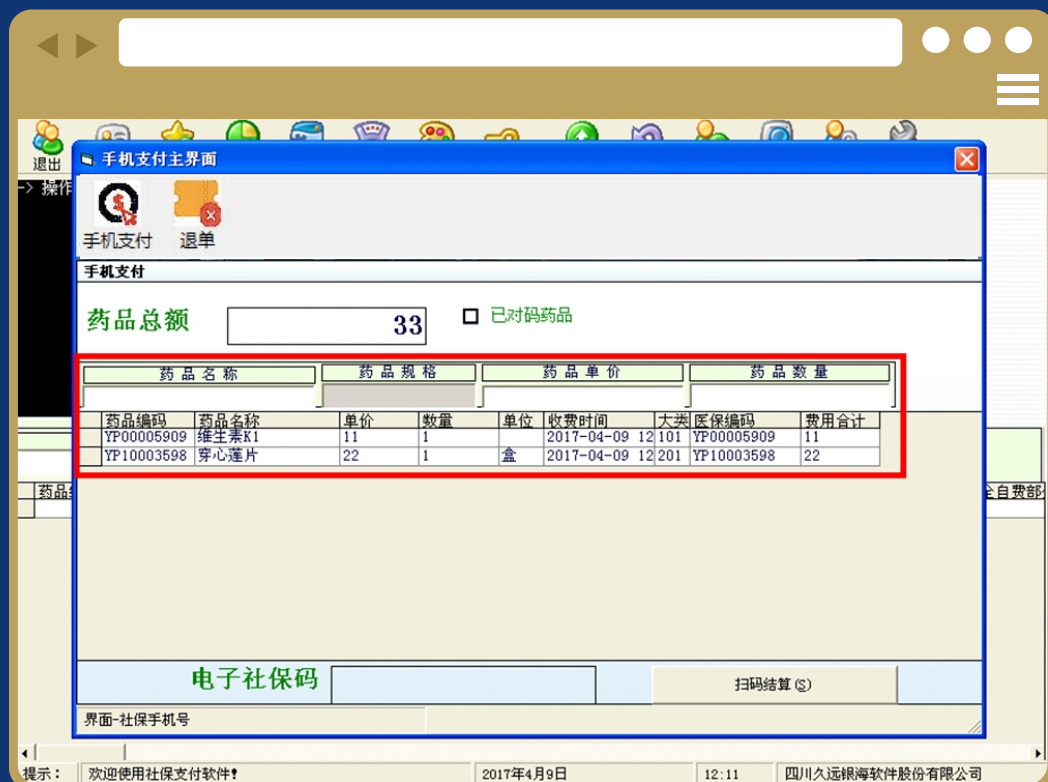 退出
手机支付主界面
-> 操作
手机支付 退单
手机支付
药品总额 33 已对码药品
药品名称 药品规格 药品单价 药品数量
药品编码 药品名称 单价 数量 单位 收费时间 大类 医保编码 费用合计
YP00005909 维生素K1 11 1 2017-04-09 12 101 YP00005909 11
YP10003598 穿心莲片 22 1 盒 2017-04-09 12 201 YP10003598 22
药品 全自费部
电子社保码 扫码结算(S)
界面-社保手机号
提示: 欢迎使用社保支付软件! 2017年4月9日 12:11 四川久远银海软件股份有限公司